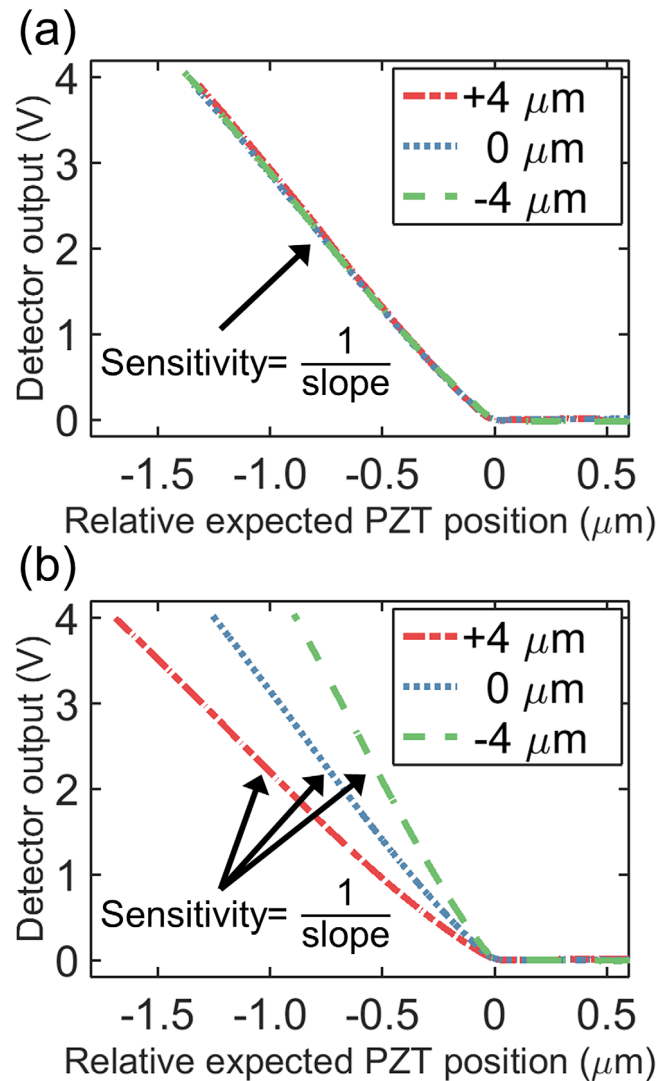 (a)
4
3
2
1
0
Detector output (V)
+4 μm
0 μm
-4 μm
Sensitivity= 1/slope
-1.5 -1.0 -0.5 0 0.5
Relative expected PZT position (μm)
(b)
4
3
2
1
0
Detector output (V)
+4 μm
0 μm
-4 μm
Sensitivity= 1/slope
-1.5 -1.0 -0.5 0 0.5
Relative expected PZT position (μm)